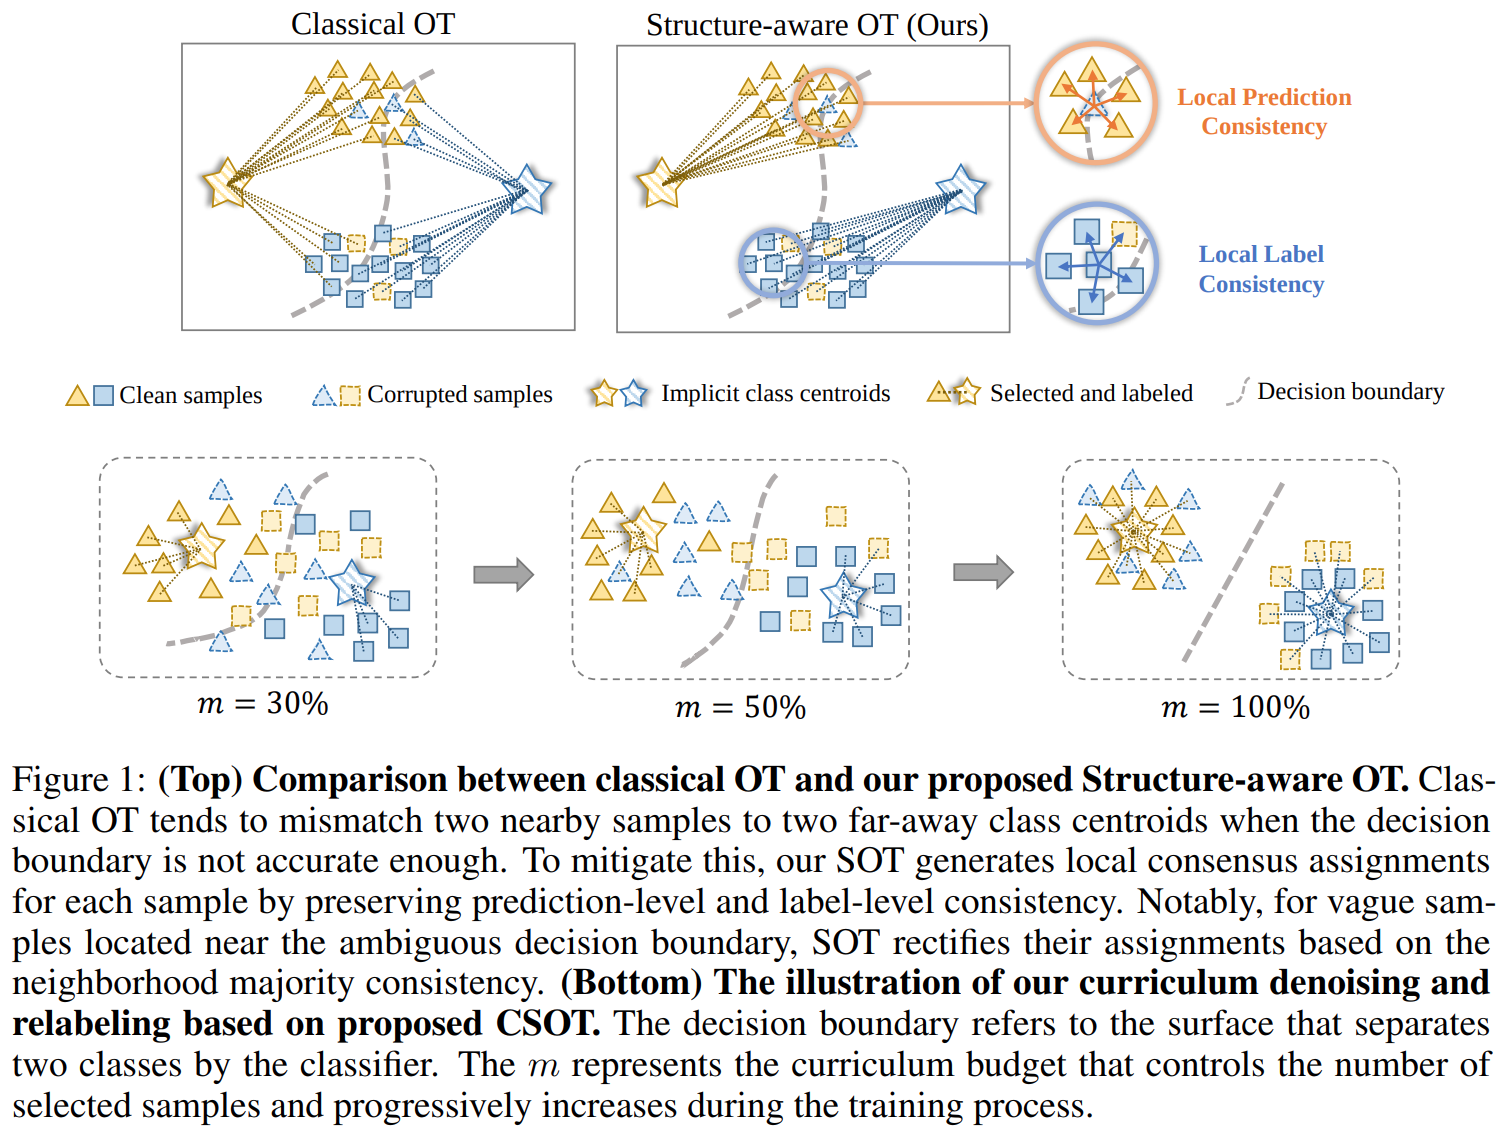 Classical OT
Structure-aware OT (Ours)
Local Prediction
Consistency
Local Label
Consistency
Clean samples
Corrupted samples
Implicit class centroids
Selected and labeled
Decision boundary
m = 30%
m = 50%
m = 100%
Figure 1: (Top) Comparison between classical OT and our proposed Structure-aware OT. Clas-
sical OT tends to mismatch two nearby samples to two far-away class centroids when the decision
boundary is not accurate enough. To mitigate this, our SOT generates local consensus assignments
for each sample by preserving prediction-level and label-level consistency. Notably, for vague sam-
ples located near the ambiguous decision boundary, SOT rectifies their assignments based on the
neighborhood majority consistency. (Bottom) The illustration of our curriculum denoising and
relabeling based on proposed CSOT. The decision boundary refers to the surface that separates
two classes by the classifier. The m represents the curriculum budget that controls the number of
selected samples and progressively increases during the training process.